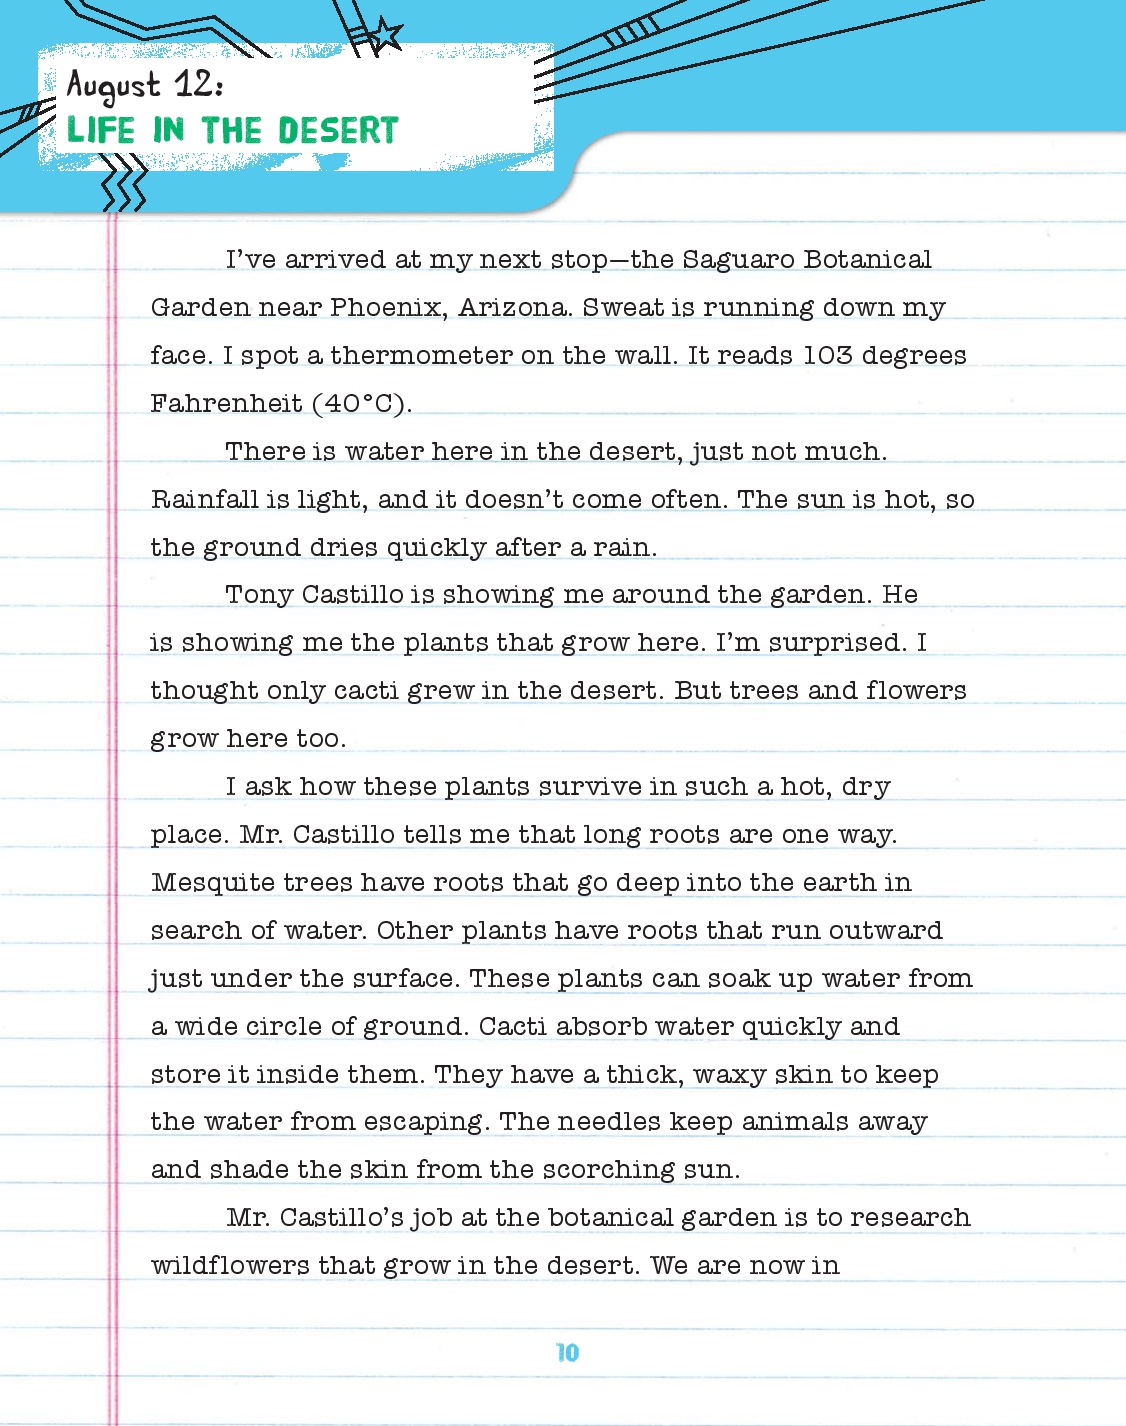 August 12:
LIFE IN THE DESERT
I've arrived at my next stop—the Saguaro Botanical
Garden near Phoenix, Arizona. Sweat is running down my
face. I spot a thermometer on the wall. It reads 103 degrees
Fahrenheit (40°C).
There is water here in the desert, just not much.
Rainfall is light, and it doesn't come often. The sun is hot, so
the ground dries quickly after a rain.
Tony Castillo is showing me around the garden. He
is showing me the plants that grow here. I'm surprised. I
thought only cacti grew in the desert. But trees and flowers
grow here too.
I ask how these plants survive in such a hot, dry
place. Mr. Castillo tells me that long roots are one way.
Mesquite trees have roots that go deep into the earth in
search of water. Other plants have roots that run outward
just under the surface. These plants can soak up water from
a wide circle of ground. Cacti absorb water quickly and
store it inside them. They have a thick, waxy skin to keep
the water from escaping. The needles keep animals away
and shade the skin from the scorching sun.
Mr. Castillo's job at the botanical garden is to research
wildflowers that grow in the desert. We are now in
10